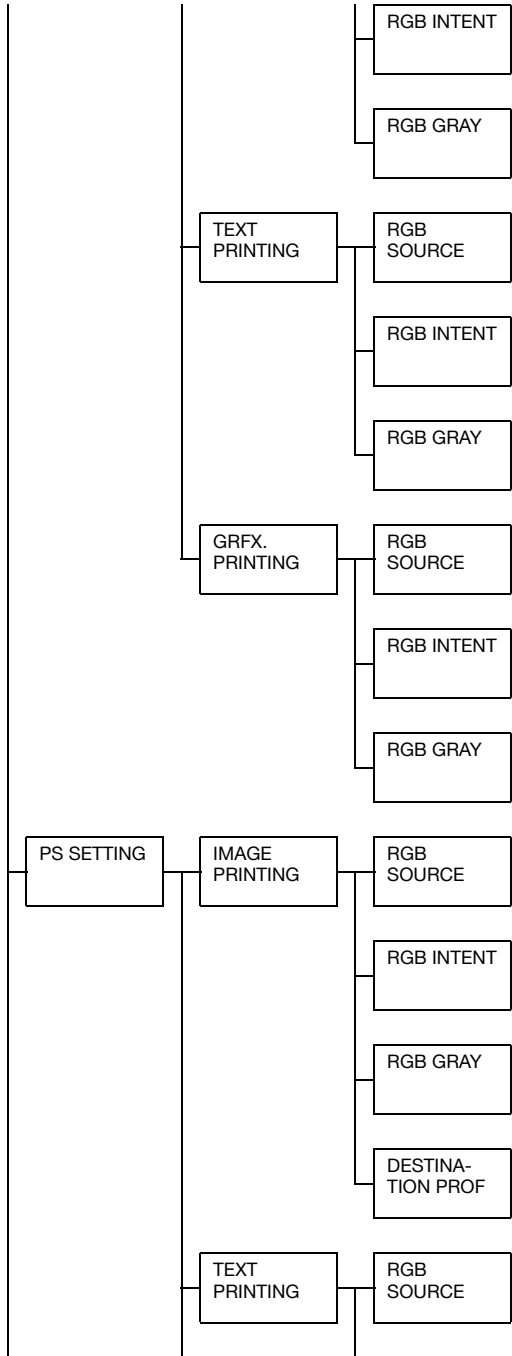 RGB INTENT
RGB GRAY
TEXT
PRINTING
RGB
SOURCE
RGB INTENT
RGB GRAY
GRFX.
PRINTING
RGB
SOURCE
RGB INTENT
RGB GRAY
PS SETTING
IMAGE
PRINTING
RGB
SOURCE
RGB INTENT
RGB GRAY
DESTINA-
TION PROF
TEXT
PRINTING
RGB
SOURCE